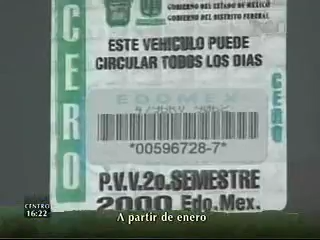 GOBIERNO DEL ESTADO DE MEXICO
GOBIERNO DEL DISTRITO FEDERAL
ESTE VEHICULO PUEDE
CIRCULAR TODOS LOS DIAS
CERO
CERO
EDOMEX
*00596728-7*
P.V.V.2o.SEMESTRE
2000 Edo.Mex.
CENTRO
16:22
A partir de enero